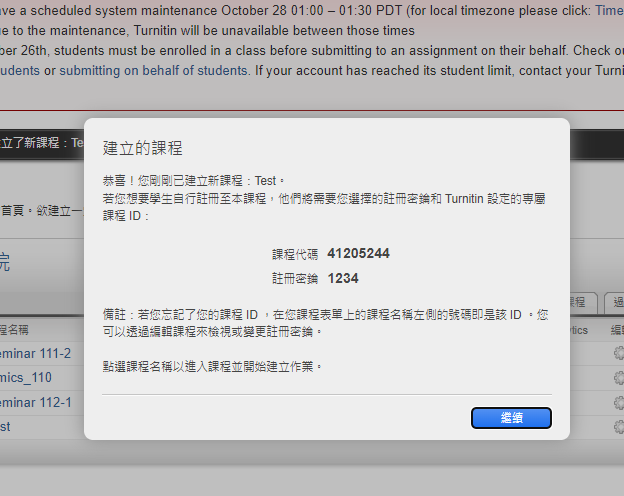 ve a scheduled system maintenance October 28 01:00 – 01:30 PDT (for local timezone please click: Time
ue to the maintenance, Turnitin will be unavailable between those times
ber 26th, students must be enrolled in a class before submitting to an assignment on their behalf. Check ou
udents or submitting on behalf of students. If your account has reached its student limit, contact your Turni
立了新課程：Te
建立的課程
恭喜！您剛剛已建立新課程：Test。
若您想要學生自行註冊至本課程，他們將需要您選擇的註冊密鑰和 Turnitin 設定的專屬
課程 ID：
首頁。欲建立一
課程代碼 41205244
院
註冊密鑰 1234
課程
備註：若您忘記了您的課程 ID ，在您課程表單上的課程名稱左側的號碼即是該 ID 。您
可以透過編輯課程來檢視或變更註冊密鑰。
程名稱
tics
eminar 111-2
點選課程名稱以進入課程並開始建立作業。
mics_110
eminar 112-1
繼續
st